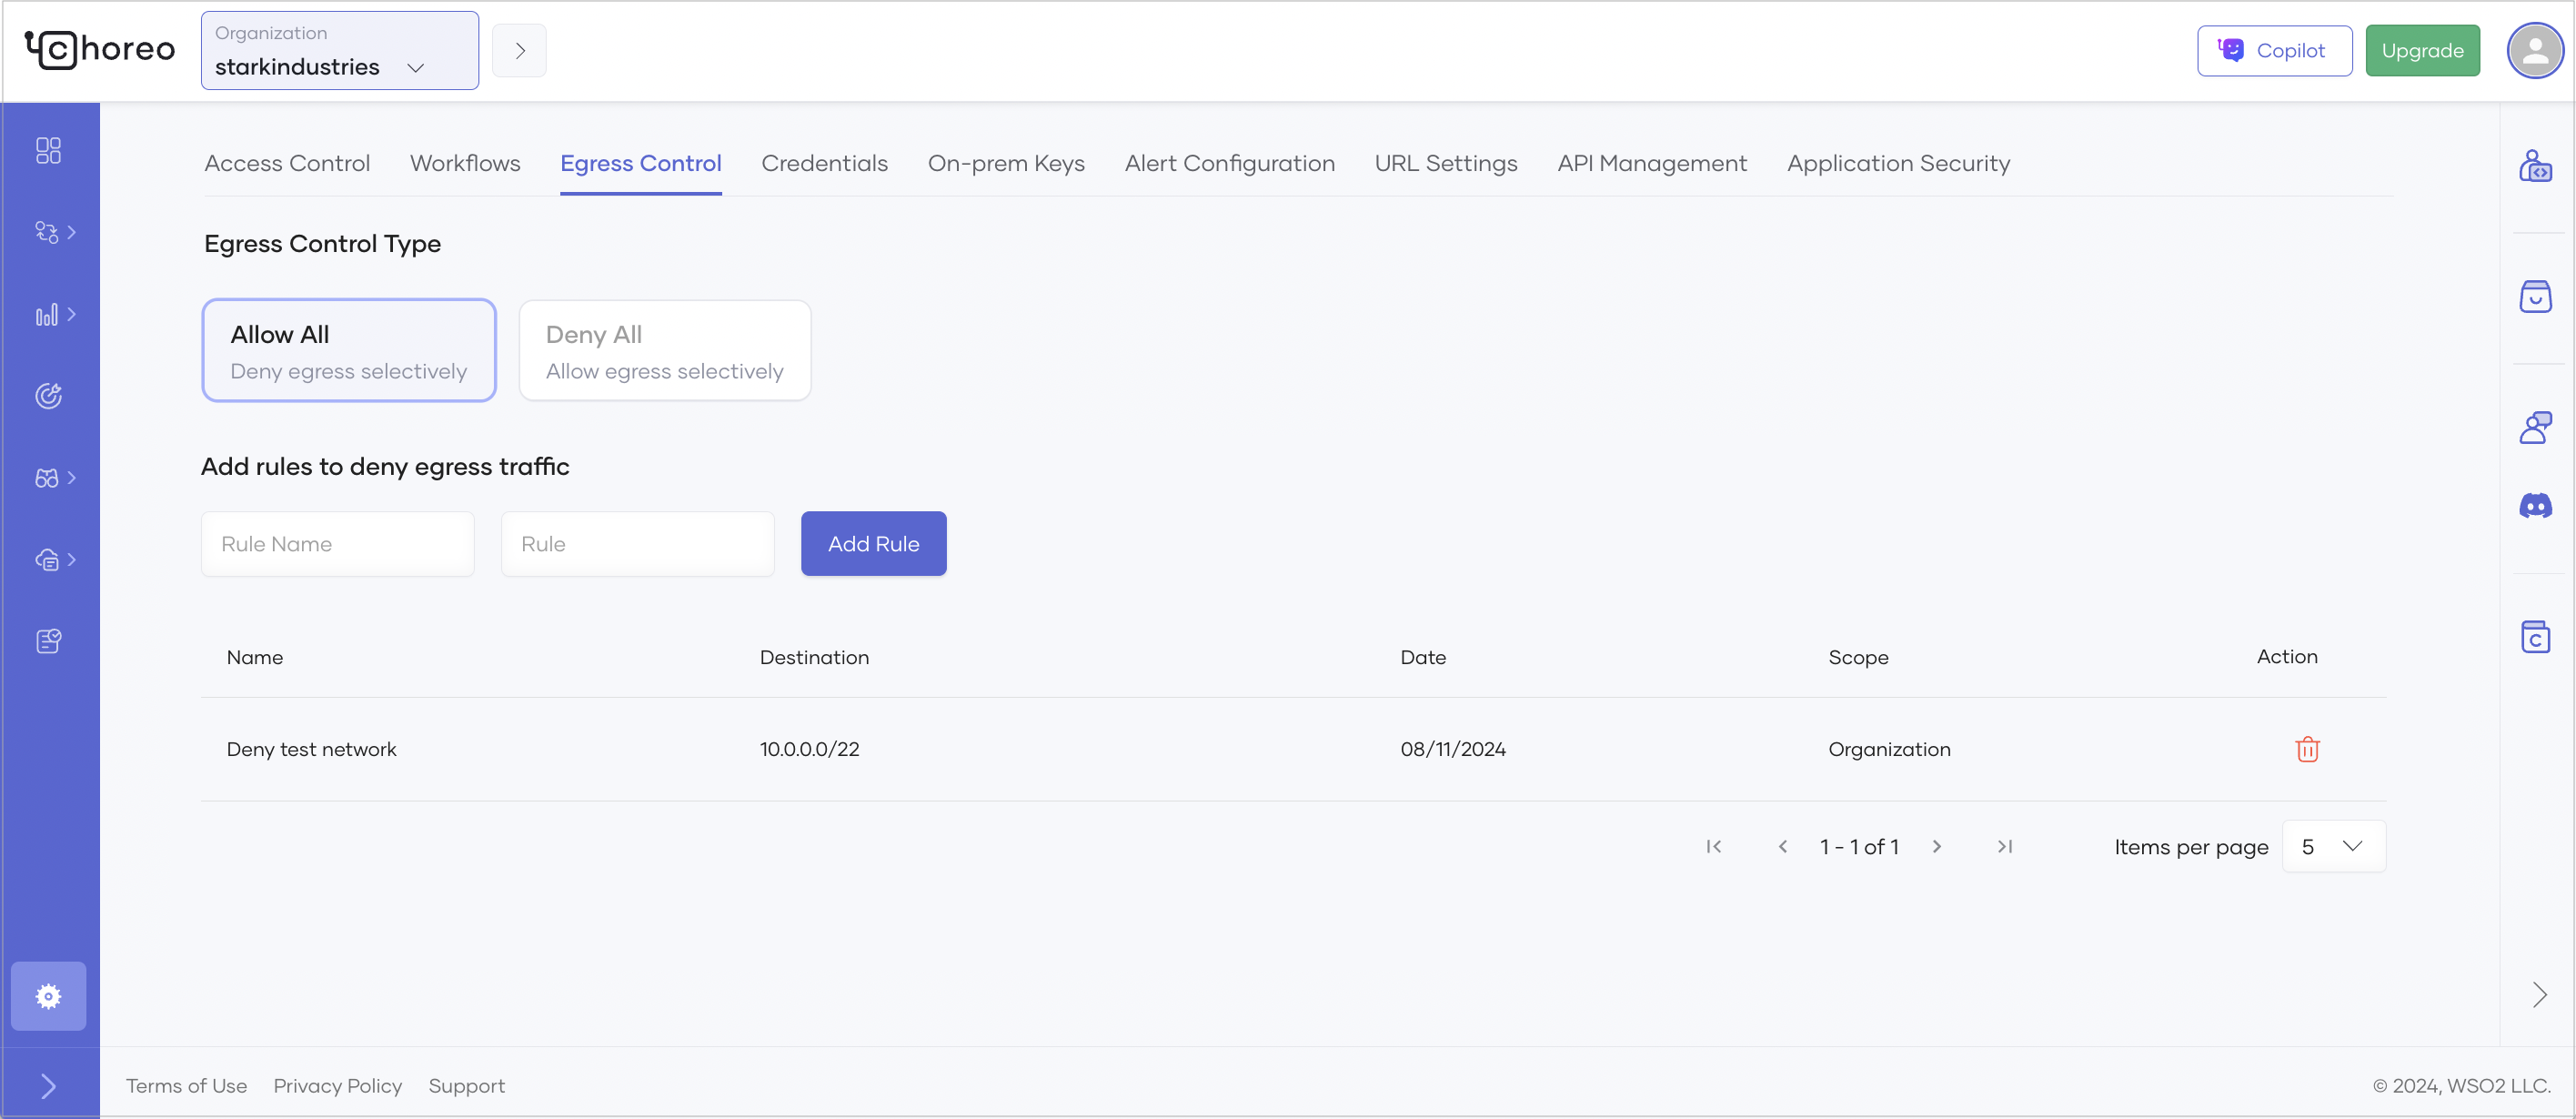 choreo
Organization
starkindustries
Copilot
Upgrade
Access Control Workflows Egress Control Credentials On-prem Keys Alert Configuration URL Settings API Management Application Security
Egress Control Type
Allow All
Deny egress selectively
Deny All
Allow egress selectively
Add rules to deny egress traffic
Rule Name
Rule
Add Rule
Name Destination Date Scope Action
Deny test network 10.0.0.0/22 08/11/2024 Organization
1 - 1 of 1
Items per page 5
Terms of Use Privacy Policy Support
© 2024, WSO2 LLC.